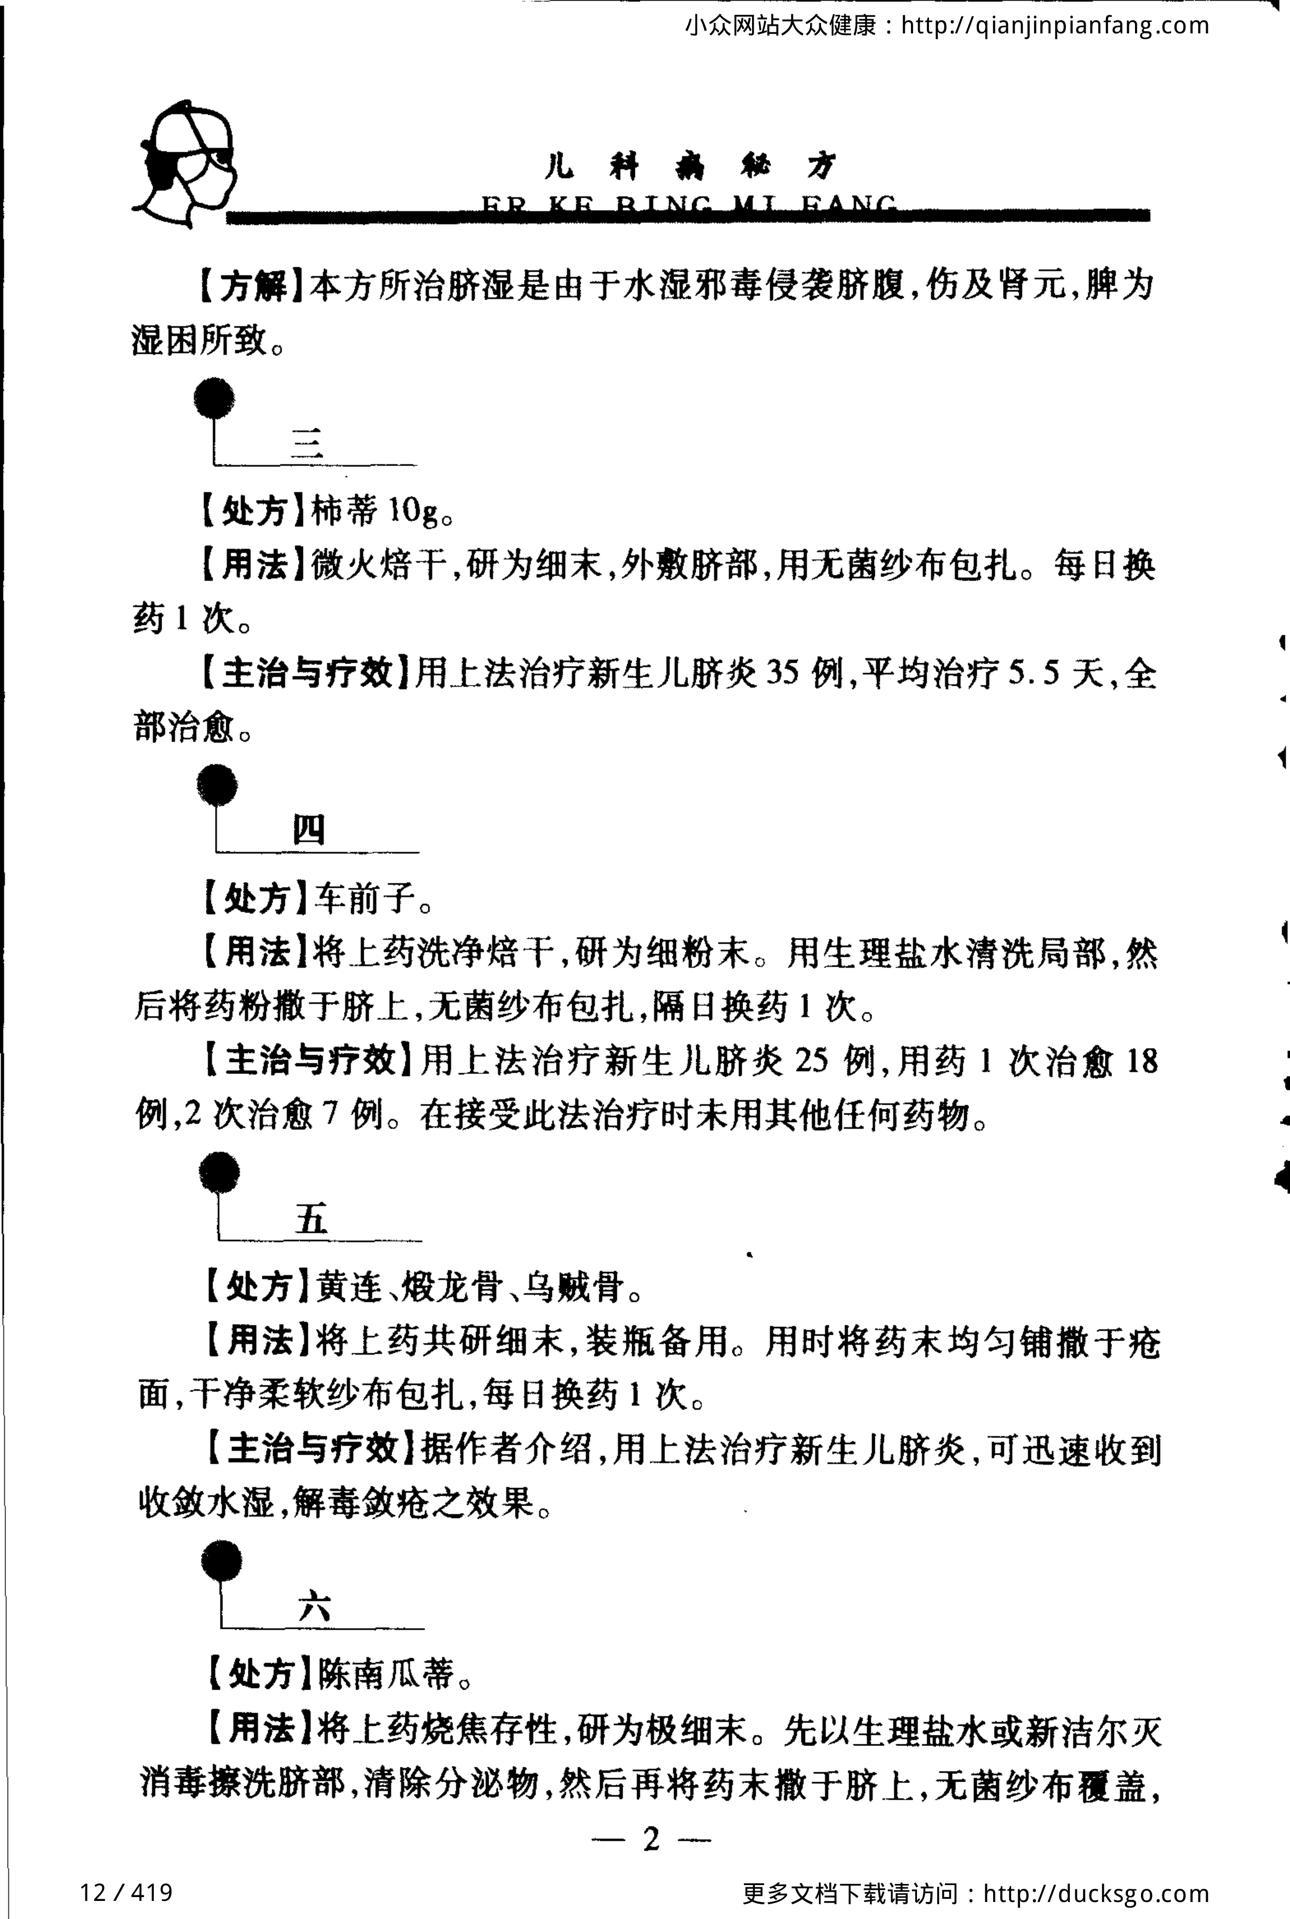 小众网站大众健康：http://qianjinpianfang.com
儿科病秘方
ER KE BING MI FANG
【方解】本方所治脐湿是由于水湿邪毒侵袭脐腹,伤及肾元,脾为
湿困所致。
三
【处方】柿蒂 10g。
【用法】微火焙干,研为细末,外敷脐部,用无菌纱布包扎。每日换
药 1 次。
【主治与疗效】用上法治疗新生儿脐炎 35 例,平均治疗 5.5 天,全
部治愈。
四
【处方】车前子。
【用法】将上药洗净焙干,研为细粉末。用生理盐水清洗局部,然
后将药粉撒于脐上,无菌纱布包扎,隔日换药 1 次。
【主治与疗效】用上法治疗新生儿脐炎 25 例,用药 1 次治愈 18
例,2 次治愈 7 例。在接受此法治疗时未用其他任何药物。
五
【处方】黄连、煅龙骨、乌贼骨。
【用法】将上药共研细末,装瓶备用。用时将药末均匀铺撒于疮
面,干净柔软纱布包扎,每日换药 1 次。
【主治与疗效】据作者介绍,用上法治疗新生儿脐炎,可迅速收到
收敛水湿,解毒敛疮之效果。
六
【处方】陈南瓜蒂。
【用法】将上药烧焦存性,研为极细末。先以生理盐水或新洁尔灭
消毒擦洗脐部,清除分泌物,然后再将药末撒于脐上,无菌纱布覆盖,
— 2 —
12 / 419
更多文档下载请访问：http://ducksgo.com